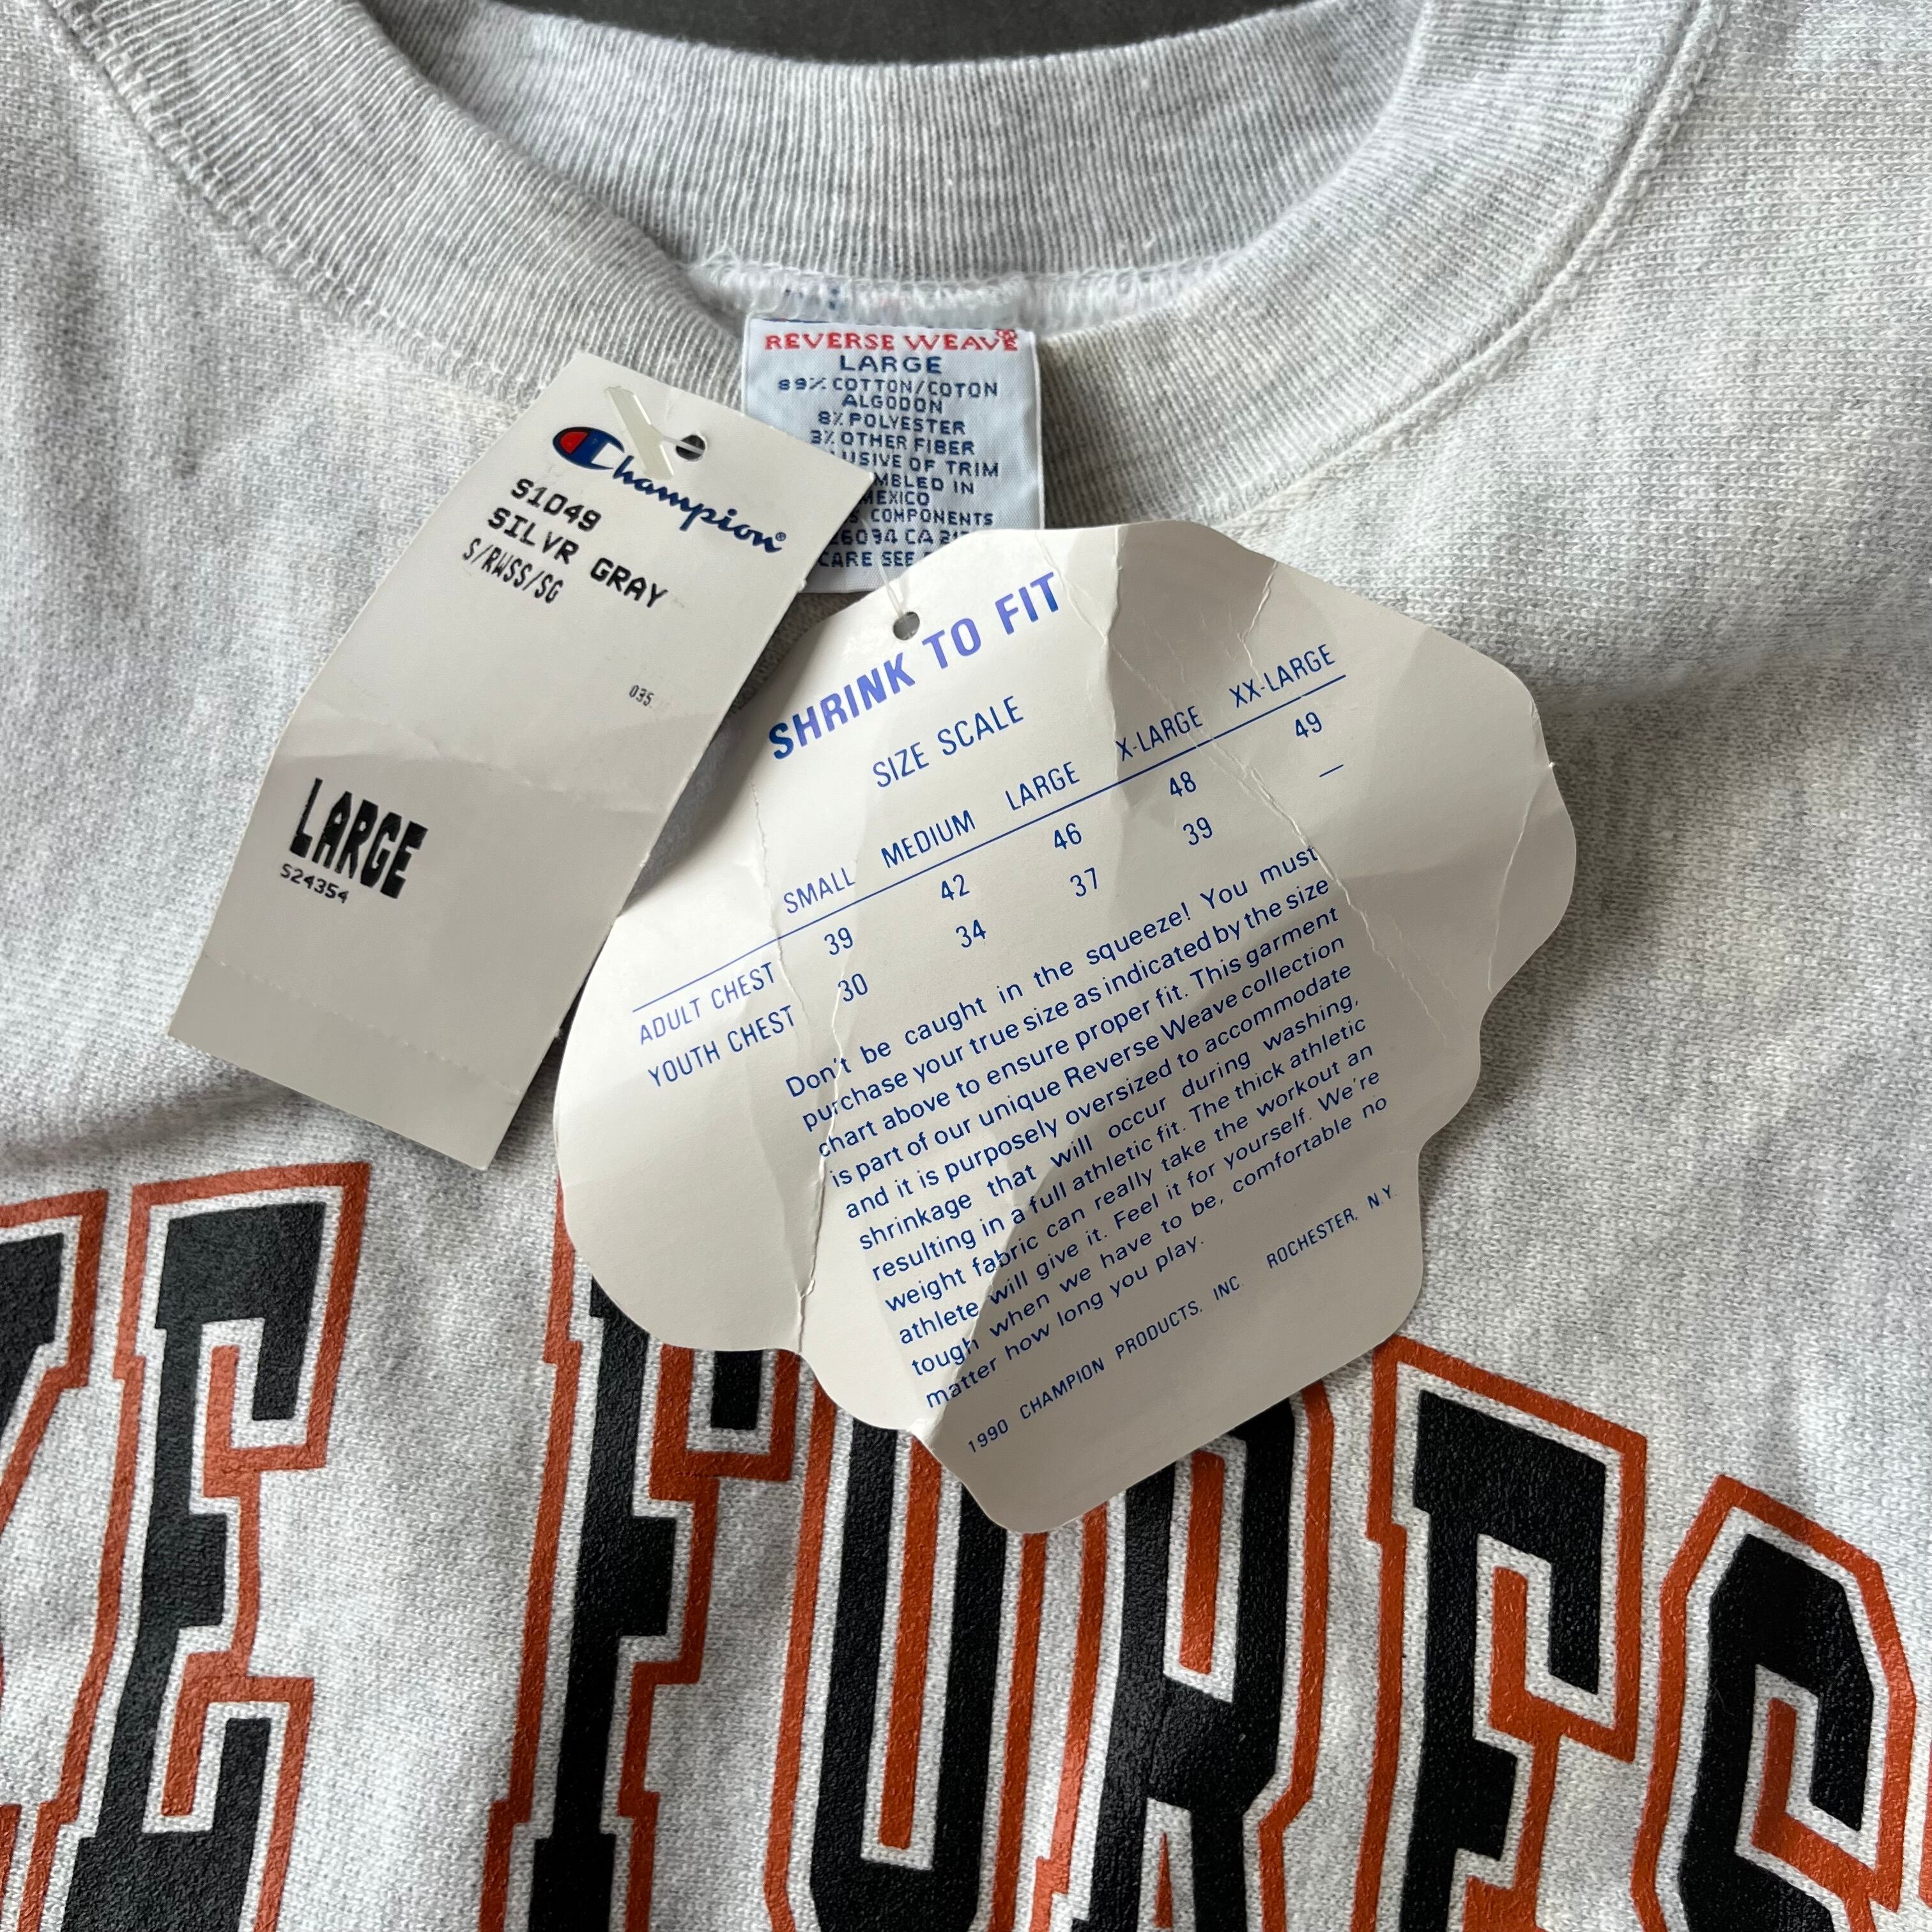 REVERSE WEAVE®
LARGE
89% COTTON/COTON
ALGODON
8% POLYESTER
3% OTHER FIBER
OF TRIM
IN
COMPONENTS
26094 CA
CARE SEE
Champion®
S1049
SILVR GRAY
S/RWSS/SG
035
LARGE
S24354
SHRINK TO FIT
SIZE SCALE
SMALL MEDIUM LARGE X-LARGE XX-LARGE
ADULT CHEST 39 42 46 48 49
YOUTH CHEST 30 34 37 39 —
Don't be caught in the squeeze! You must
purchase your true size as indicated by the size
chart above to ensure proper fit. This garment
is part of our unique Reverse Weave collection
and it is purposely oversized to accommodate
shrinkage that will occur during washing,
resulting in a full athletic fit. The thick athletic
weight fabric can really take the workout an
athlete will give it. Feel it for yourself. We're
tough when we have to be, comfortable no
matter how long you play.
1990 CHAMPION PRODUCTS, INC. ROCHESTER, N.Y.
KE FORES